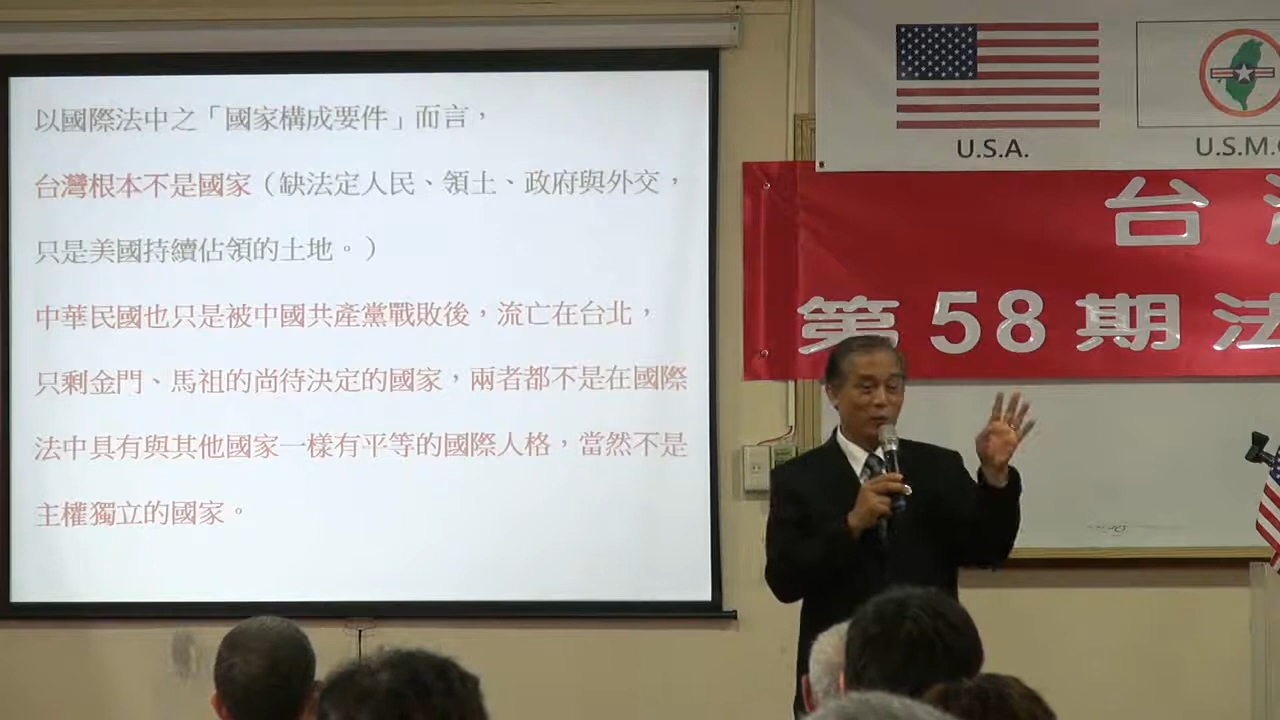 以國際法中之「國家構成要件」而言，
台灣根本不是國家（缺法定人民、領土、政府與外交，
只是美國持續佔領的土地。）
中華民國也只是被中國共產黨戰敗後，流亡在台北，
只剩金門、馬祖的尚待決定的國家，兩者都不是在國際
法中具有與其他國家一樣有平等的國際人格，當然不是
主權獨立的國家。
U.S.A.
U.S.M.
台
第58期法